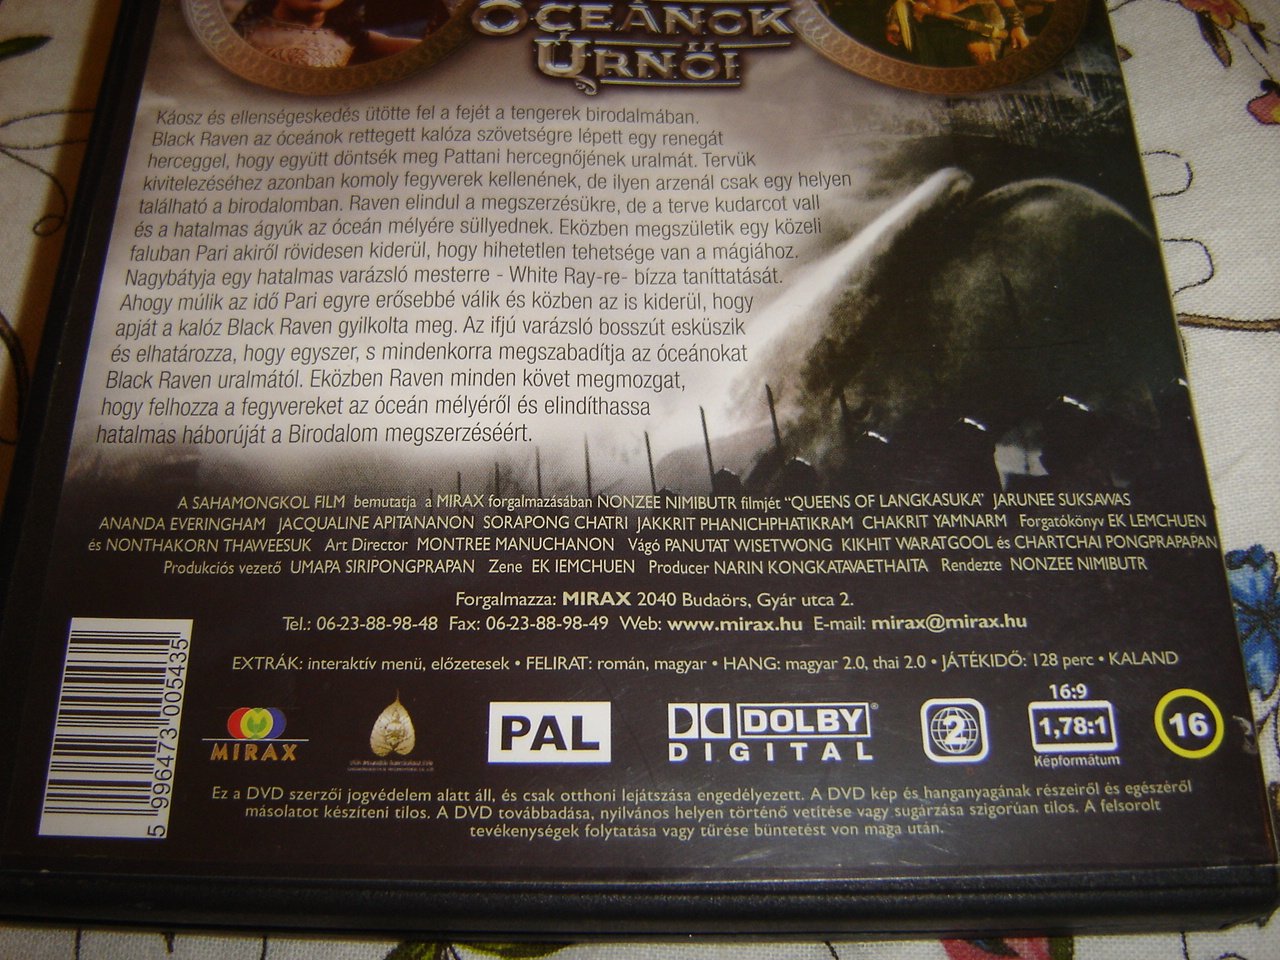 ÓCEÁNOK
ÚRNŐI
Káosz és ellenségeskedés ütötte fel a fejét a tengerek birodalmában.
Black Raven az óceánok rettegett kalóza szövetségre lépett egy renegát
herceggel, hogy együtt döntsék meg Pattani hercegnőjének uralmát. Tervük
kivitelezéséhez azonban komoly fegyverek kellenének, de ilyen arzenál csak egy helyen
található a birodalomban. Raven elindul a megszerzésükre, de a terve kudarcot vall
és a hatalmas ágyúk az óceán mélyére süllyednek. Eközben megszületik egy közeli
faluban Pari akiről rövidesen kiderül, hogy hihetetlen tehetsége van a mágiához.
Nagybátyja egy hatalmas varázsló mesterre - White Ray-re- bízza taníttatását.
Ahogy múlik az idő Pari egyre erősebbé válik és közben az is kiderül, hogy
apját a kalóz Black Raven gyilkolta meg. Az ifjú varázsló bosszút esküszik
és elhatározza, hogy egyszer, s mindenkorra megszabadítja az óceánokat
Black Raven uralmától. Eközben Raven minden követ megmozgat,
hogy felhozza a fegyvereket az óceán mélyéről és elindíthassa
hatalmas háborúját a Birodalom megszerzéséért.
A SAHAMONGKOL FILM bemutatja a MIRAX forgalmazásában NONZEE NIMIBUTR filmjét "QUEENS OF LANGKASUKA" JARUNEE SUKSAWAS
ANANDA EVERINGHAM JACQUALINE APITANANON SORAPONG CHATRI JAKKRIT PHANICHPHATIKRAM CHAKRIT YAMNARM Forgatókönyv EK LEMCHUEN
és NONTHAKORN THAWEESUK Art Director MONTREE MANUCHANON Vágó PANUTAT WISETWONG KIKHIT WARATGOOL és CHARTCHAI PONGPRAPAPAN
Produkciós vezető UMAPA SIRIPONGPRAPAN Zene EK IEMCHUEN Producer NARIN KONGKATAVAETHAITA Rendezte NONZEE NIMIBUTR
Forgalmazza: MIRAX 2040 Budaörs, Gyár utca 2.
Tel.: 06-23-88-98-48 Fax: 06-23-88-98-49 Web: www.mirax.hu E-mail: mirax@mirax.hu
EXTRÁK: interaktív menü, előzetesek • FELIRAT: román, magyar • HANG: magyar 2.0, thai 2.0 • JÁTÉKIDŐ: 128 perc • KALAND
5 996473 005435
MIRAX
PAL
DOLBY®
DIGITAL
2
16:9
1,78:1
Képformátum
16
Ez a DVD szerzői jogvédelem alatt áll, és csak otthoni lejátszása engedélyezett. A DVD kép és hanganyagának részeiről és egészéről
másolatot készíteni tilos. A DVD továbbadása, nyilvános helyen történő vetítése vagy sugárzása szigorúan tilos. A felsorolt
tevékenységek folytatása vagy tűrése büntetést von maga után.